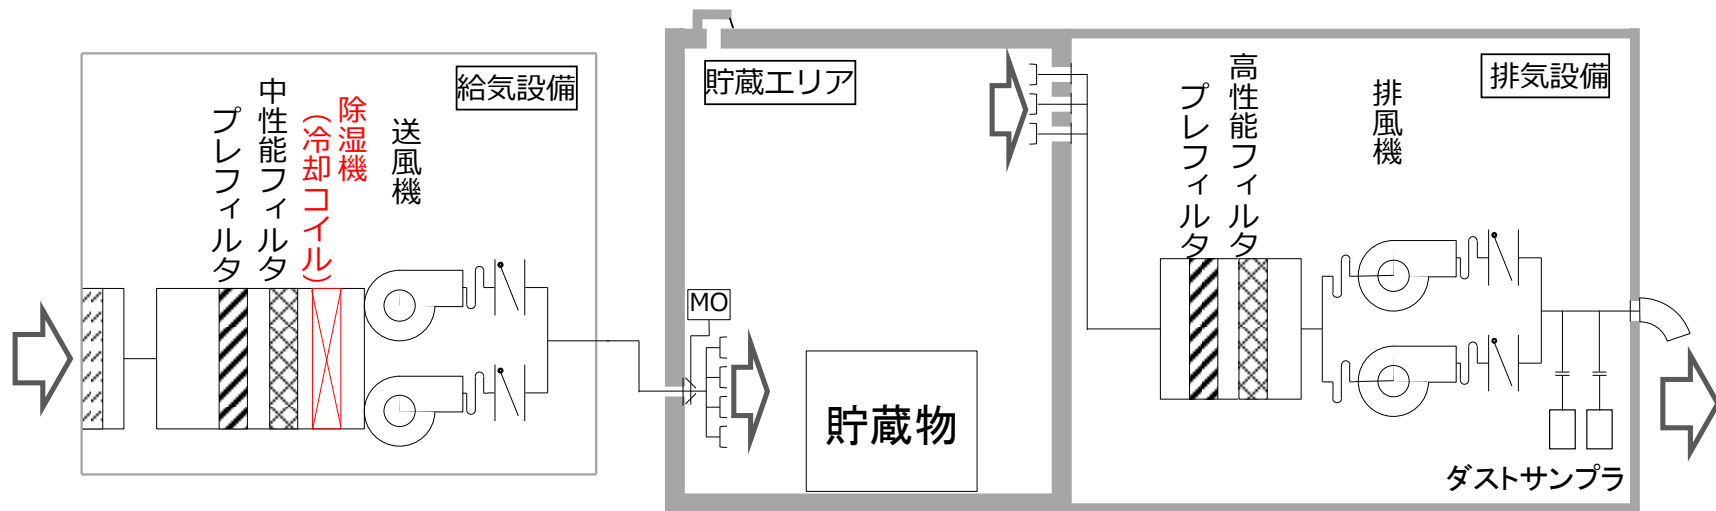 給気設備
プレフィルタ
中性能フィルタ
除湿機
(冷却コイル)
送風機
貯蔵エリア
MO
貯蔵物
排気設備
プレフィルタ
高性能フィルタ
排風機
ダストサンプラ